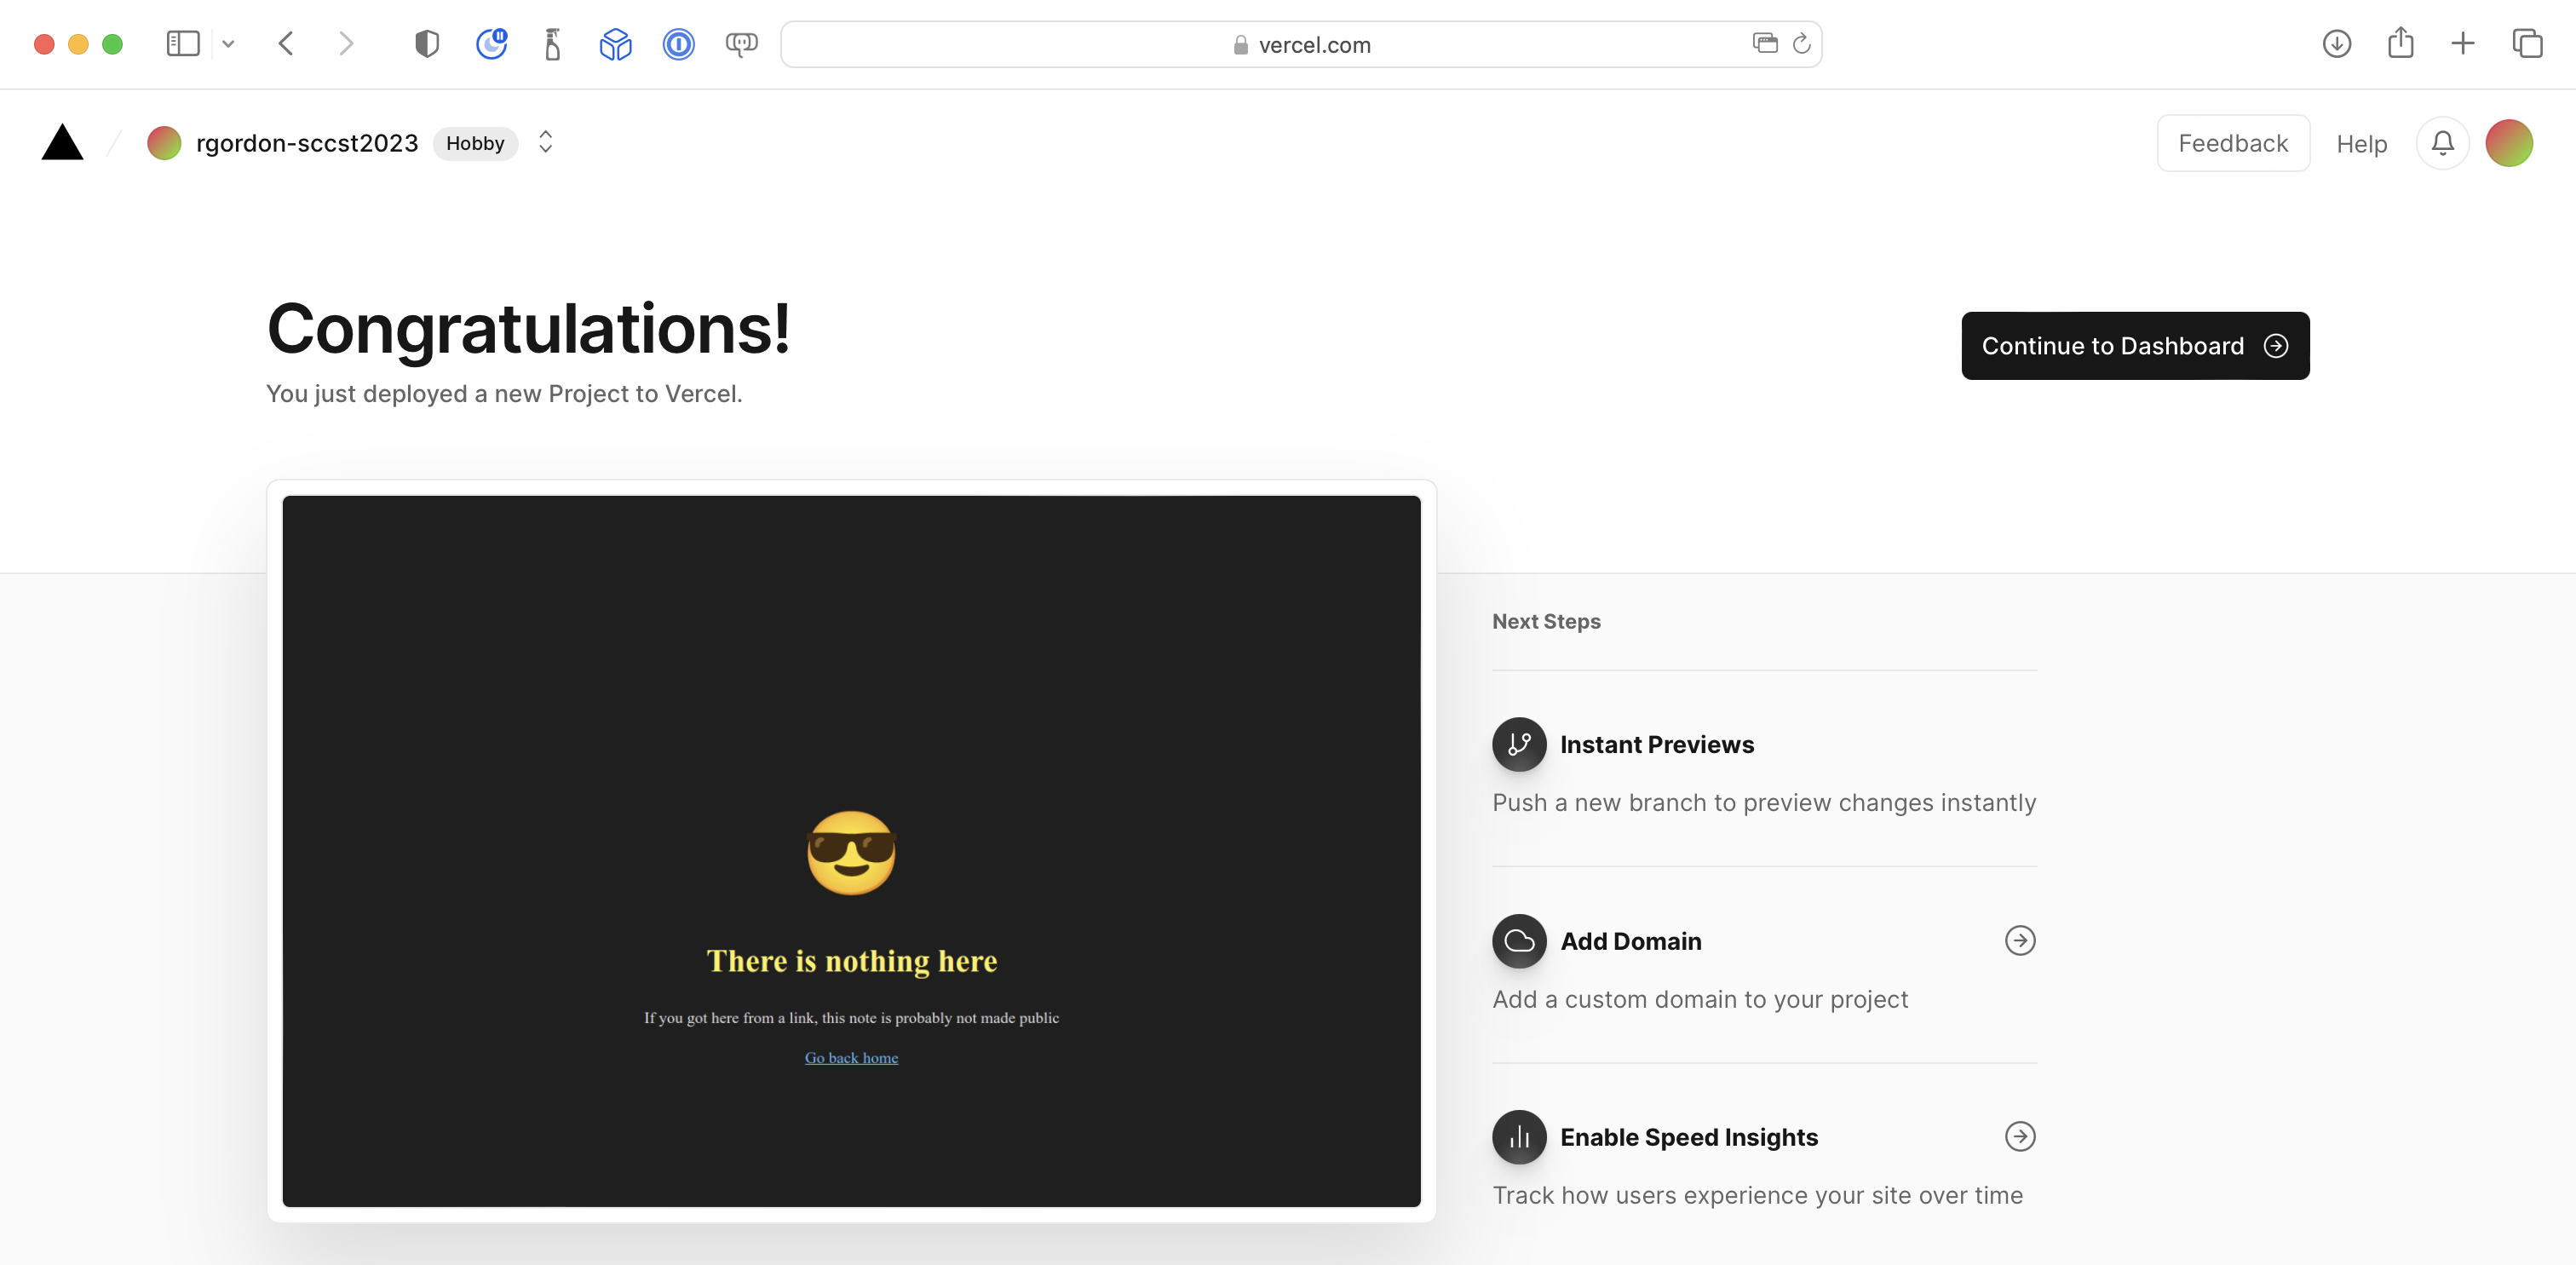 vercel.com
rgordon-sccst2023 Hobby
Feedback Help
Congratulations!
You just deployed a new Project to Vercel.
Continue to Dashboard
There is nothing here
If you got here from a link, this note is probably not made public
Go back home
Next Steps
Instant Previews
Push a new branch to preview changes instantly
Add Domain
Add a custom domain to your project
Enable Speed Insights
Track how users experience your site over time